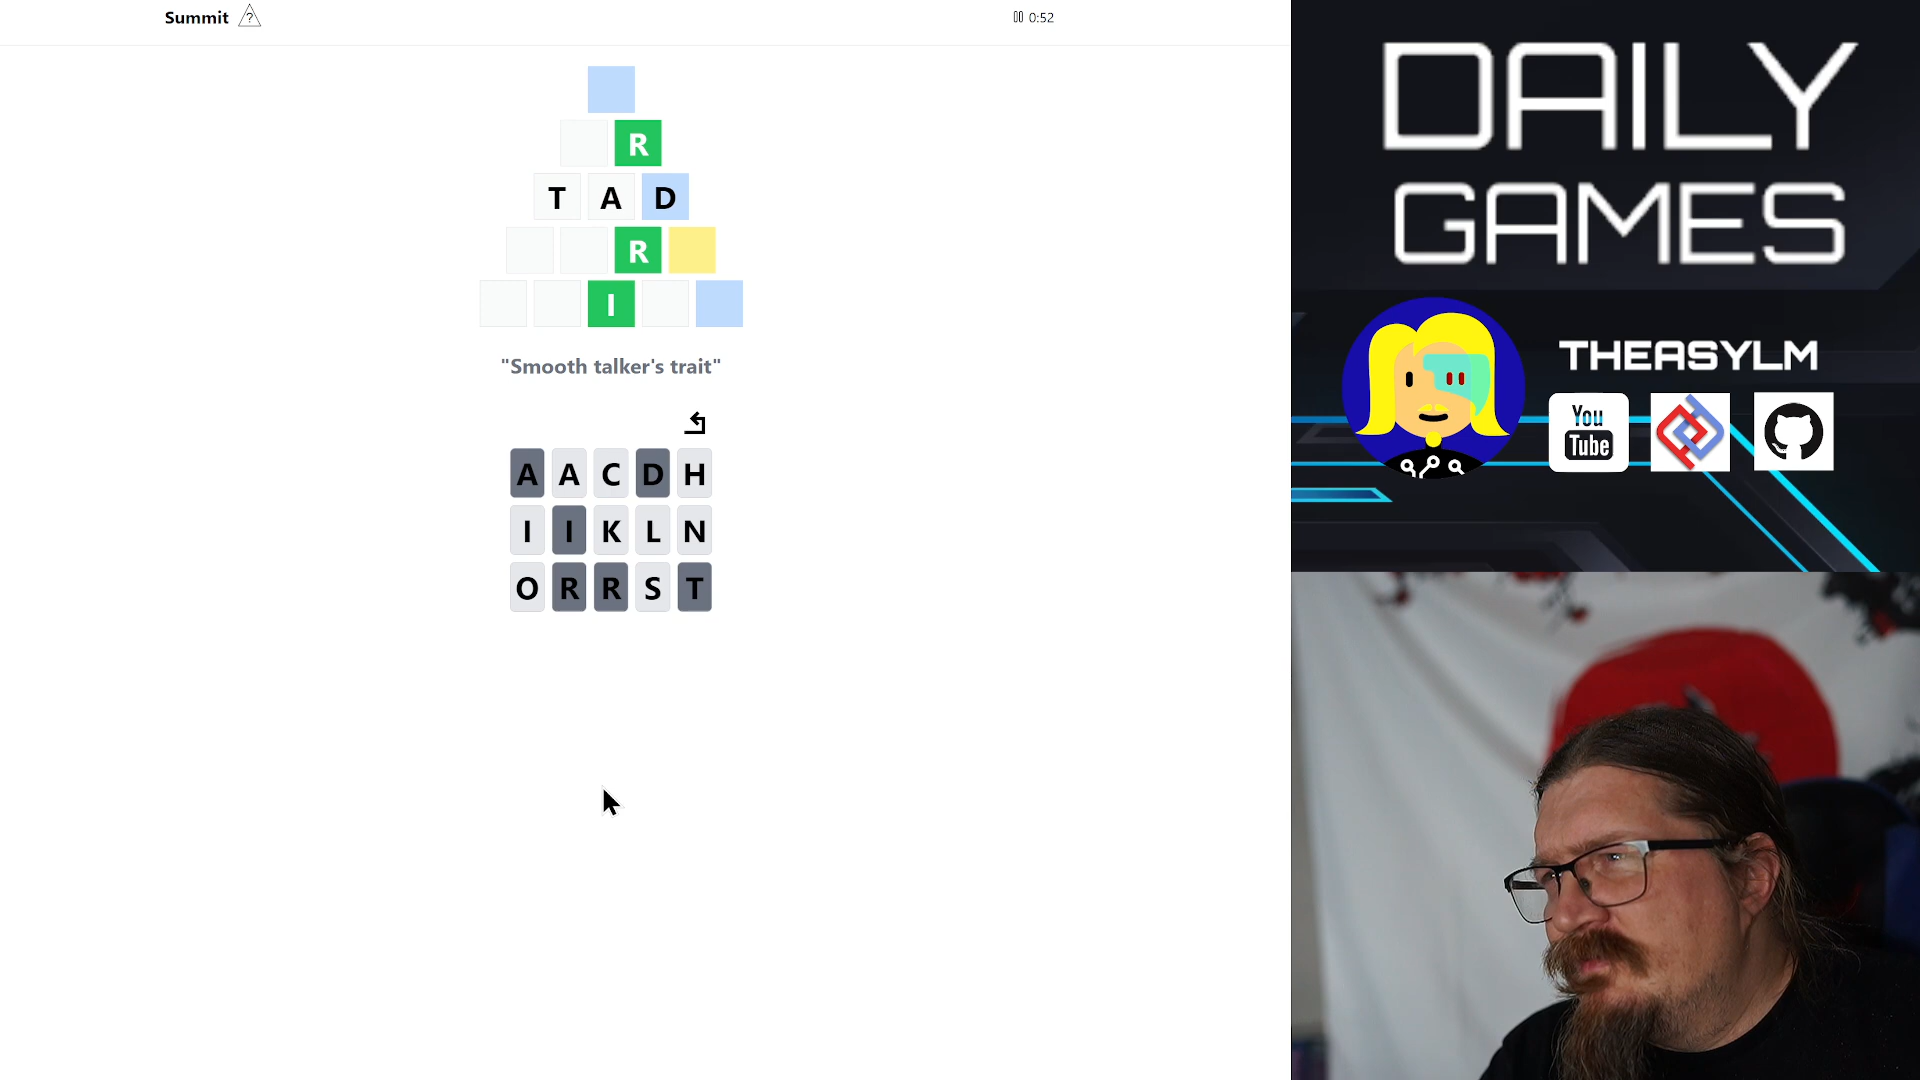 Summit ? 0:52
R
T A D
R
I
"Smooth talker's trait"
A A C D H
I I K L N
O R R S T
DAILY
GAMES
THEASYLM
You
Tube